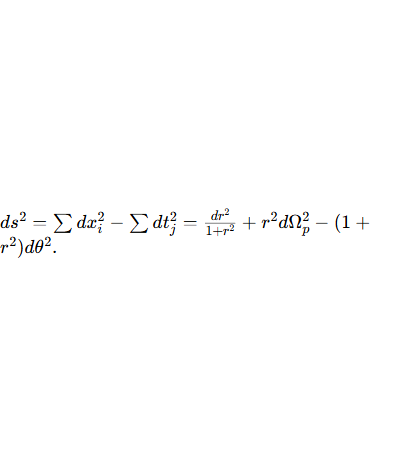 $ds^2 = \sum dx_i^2 - \sum dt_j^2 = \frac{dr^2}{1+r^2} + r^2 d\Omega_p^2 - (1 +$
$r^2)d\theta^2.$